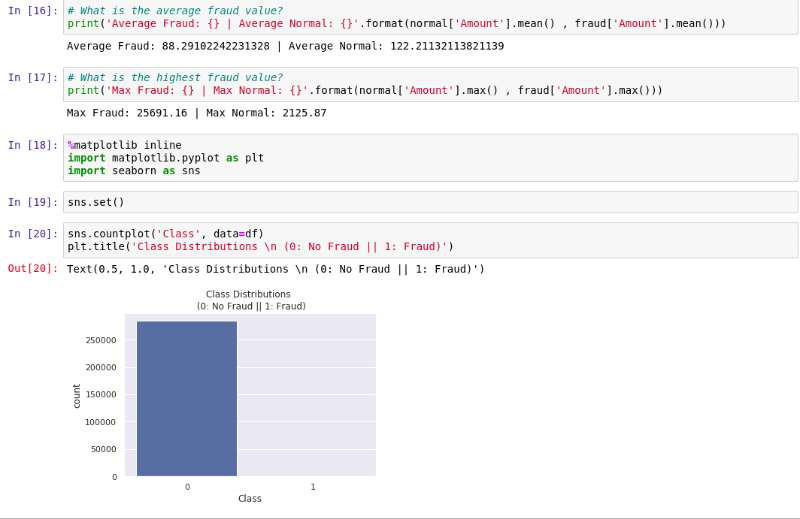 In [16]: # What is the average fraud value?
print('Average Fraud: {} | Average Normal: {}'.format(normal['Amount'].mean() , fraud['Amount'].mean()))
Average Fraud: 88.29102242231328 | Average Normal: 122.21132113821139
In [17]: # What is the highest fraud value?
print('Max Fraud: {} | Max Normal: {}'.format(normal['Amount'].max() , fraud['Amount'].max()))
Max Fraud: 25691.16 | Max Normal: 2125.87
In [18]: %matplotlib inline
import matplotlib.pyplot as plt
import seaborn as sns
In [19]: sns.set()
In [20]: sns.countplot('Class', data=df)
plt.title('Class Distributions \n (0: No Fraud || 1: Fraud)')
Out[20]: Text(0.5, 1.0, 'Class Distributions \n (0: No Fraud || 1: Fraud)')
Class Distributions
(0: No Fraud || 1: Fraud)
250000
200000
150000
100000
50000
0
count
0 1
Class